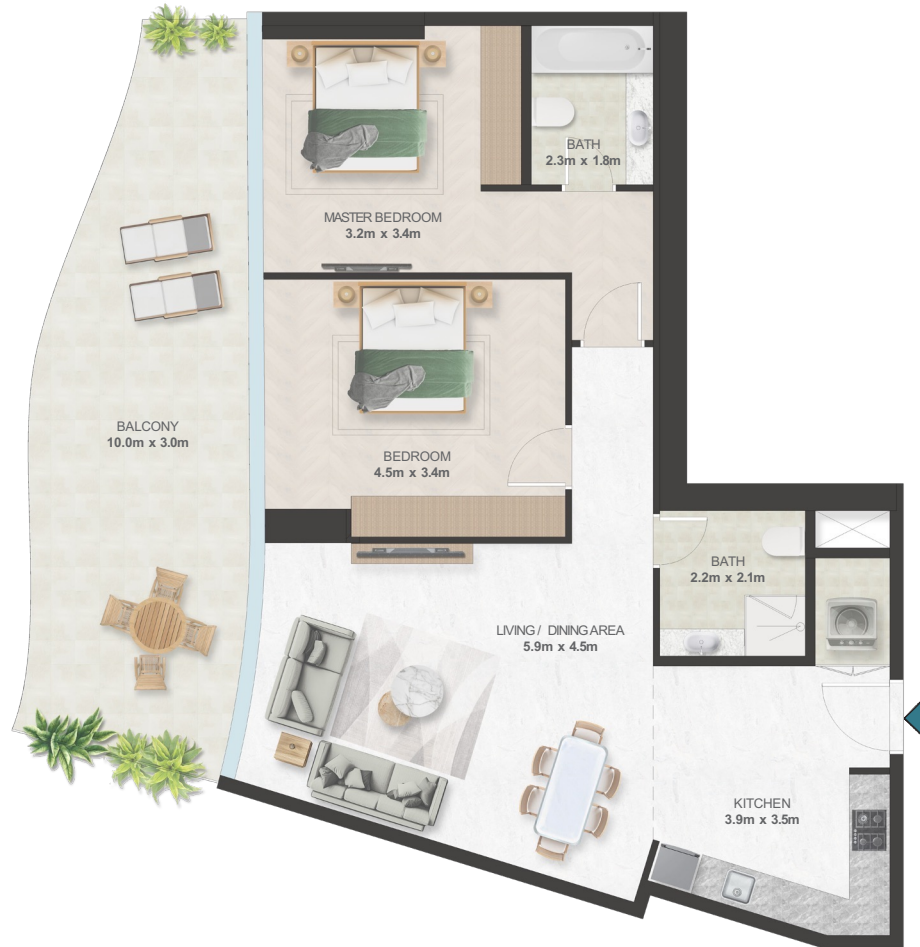 BATH
2.3m x 1.8m
MASTER BEDROOM
3.2m x 3.4m
BALCONY
10.0m x 3.0m
BEDROOM
4.5m x 3.4m
BATH
2.2m x 2.1m
LIVING / DINING AREA
5.9m x 4.5m
KITCHEN
3.9m x 3.5m